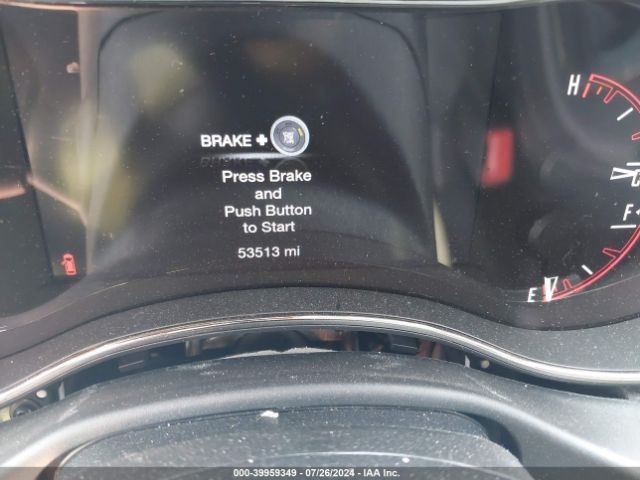 BRAKE +
Press Brake
and
Push Button
to Start
53513 mi
H
C
F
E
000-39959349 | 07/26/2024 - IAA Inc.